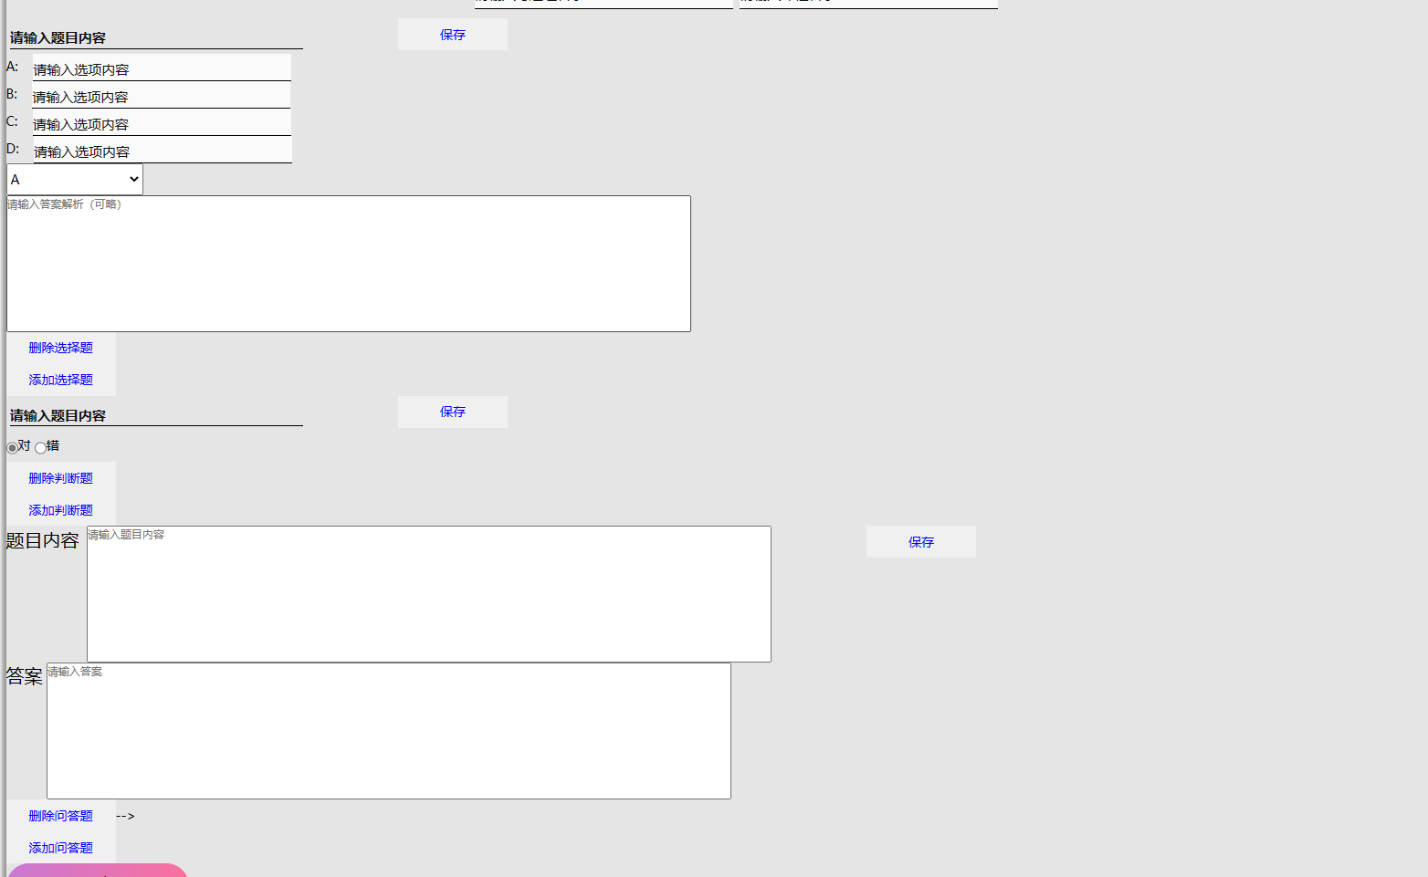 请输入题目内容 保存
A: 请输入选项内容
B: 请输入选项内容
C: 请输入选项内容
D: 请输入选项内容
A
请输入答案解析（可略）
删除选择题
添加选择题
请输入题目内容 保存
对 错
删除判断题
添加判断题
题目内容 请输入题目内容 保存
答案 请输入答案
删除问答题 -->
添加问答题